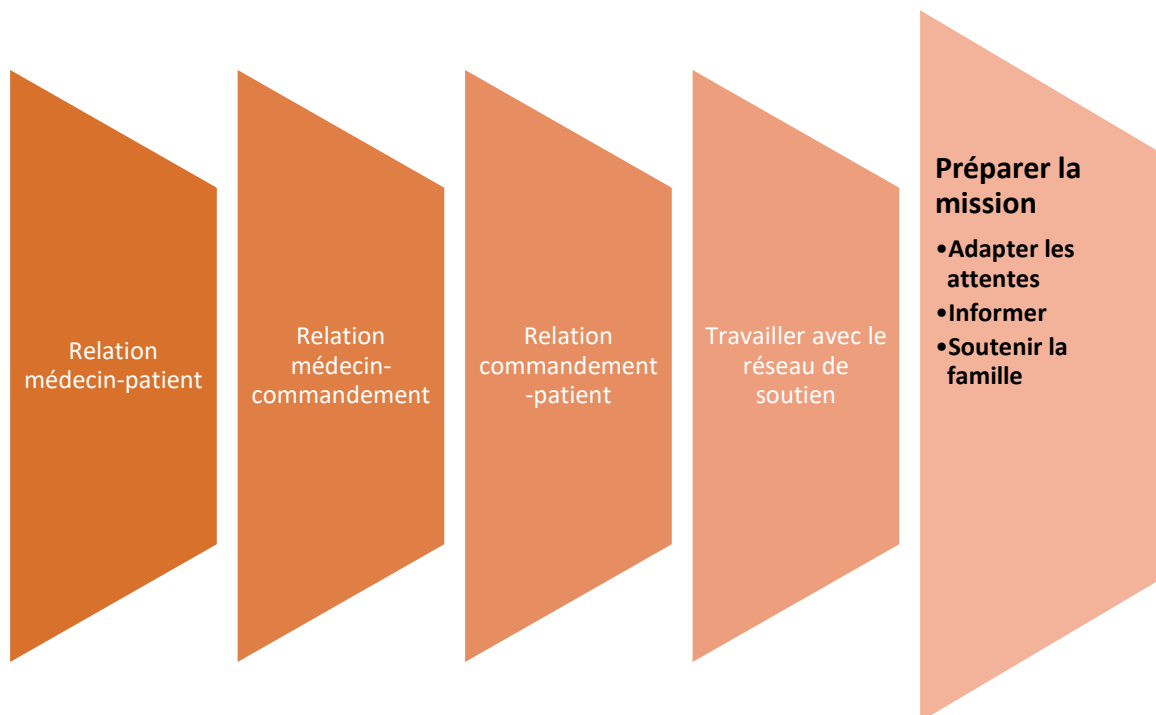 Relation
médecin-patient
Relation
médecin-
commandement
Relation
commandement
-patient
Travailler avec le
réseau de
soutien
Préparer la
mission
•Adapter les
attentes
•Informer
•Soutenir la
famille